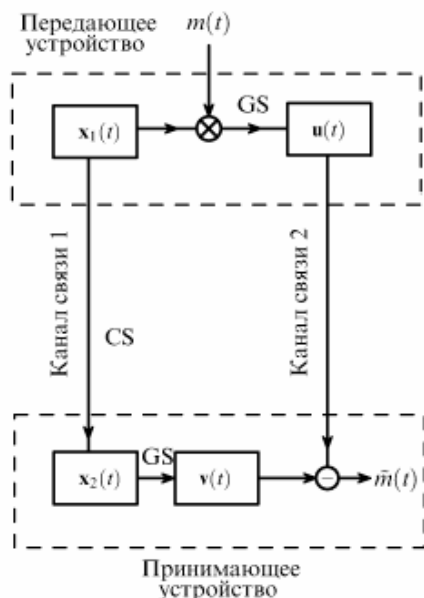 Передающее
устройство
m(t)
GS
x₁(t)
u(t)
Канал связи 1
CS
Канал связи 2
GS
x₂(t)
v(t)
m̄(t)
Принимающее
устройство